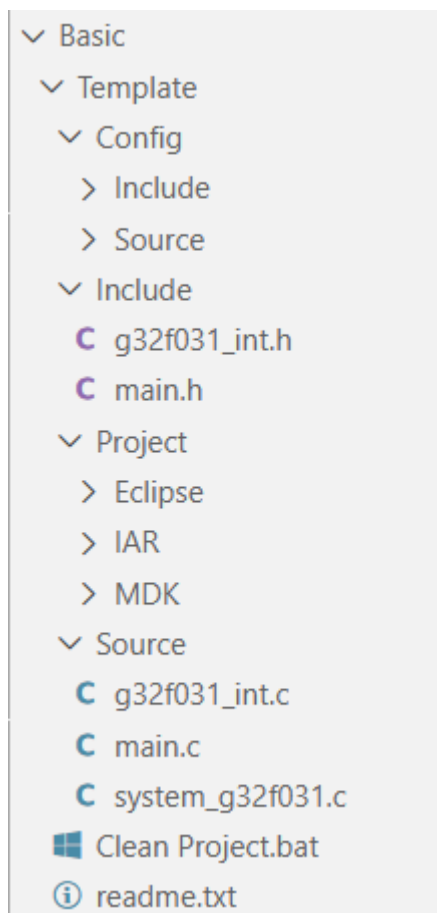 Basic
Template
Config
Include
Source
Include
g32f031_int.h
main.h
Project
Eclipse
IAR
MDK
Source
g32f031_int.c
main.c
system_g32f031.c
Clean Project.bat
readme.txt